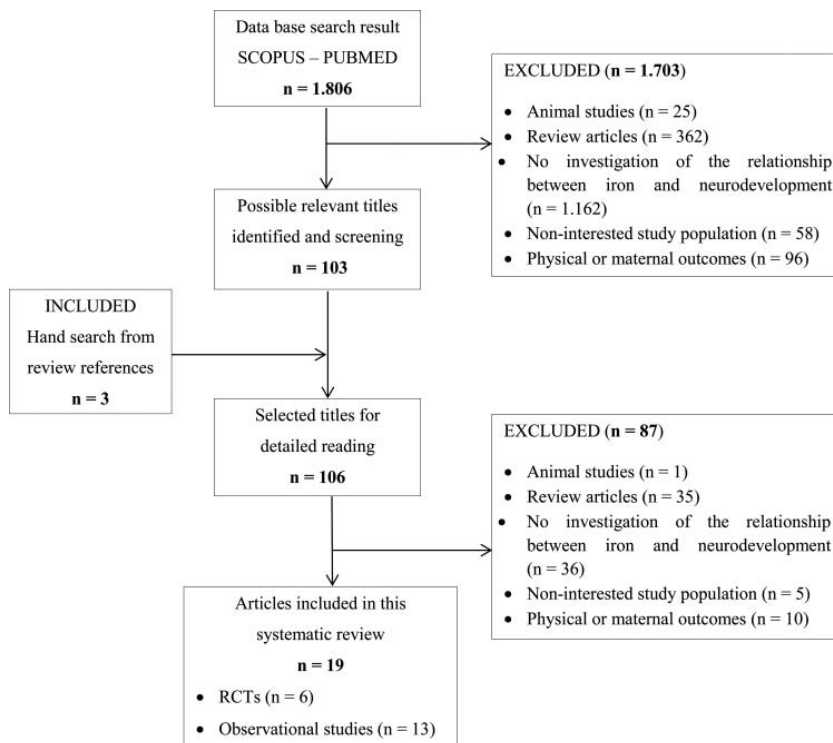 Data base search result
SCOPUS – PUBMED
n = 1.806
EXCLUDED (n = 1.703)
• Animal studies (n = 25)
• Review articles (n = 362)
• No investigation of the relationship
between iron and neurodevelopment
(n = 1.162)
• Non-interested study population (n = 58)
• Physical or maternal outcomes (n = 96)
Possible relevant titles
identified and screening
n = 103
INCLUDED
Hand search from
review references
n = 3
Selected titles for
detailed reading
n = 106
EXCLUDED (n = 87)
• Animal studies (n = 1)
• Review articles (n = 35)
• No investigation of the relationship
between iron and neurodevelopment
(n = 36)
• Non-interested study population (n = 5)
• Physical or maternal outcomes (n = 10)
Articles included in this
systematic review
n = 19
• RCTs (n = 6)
• Observational studies (n = 13)